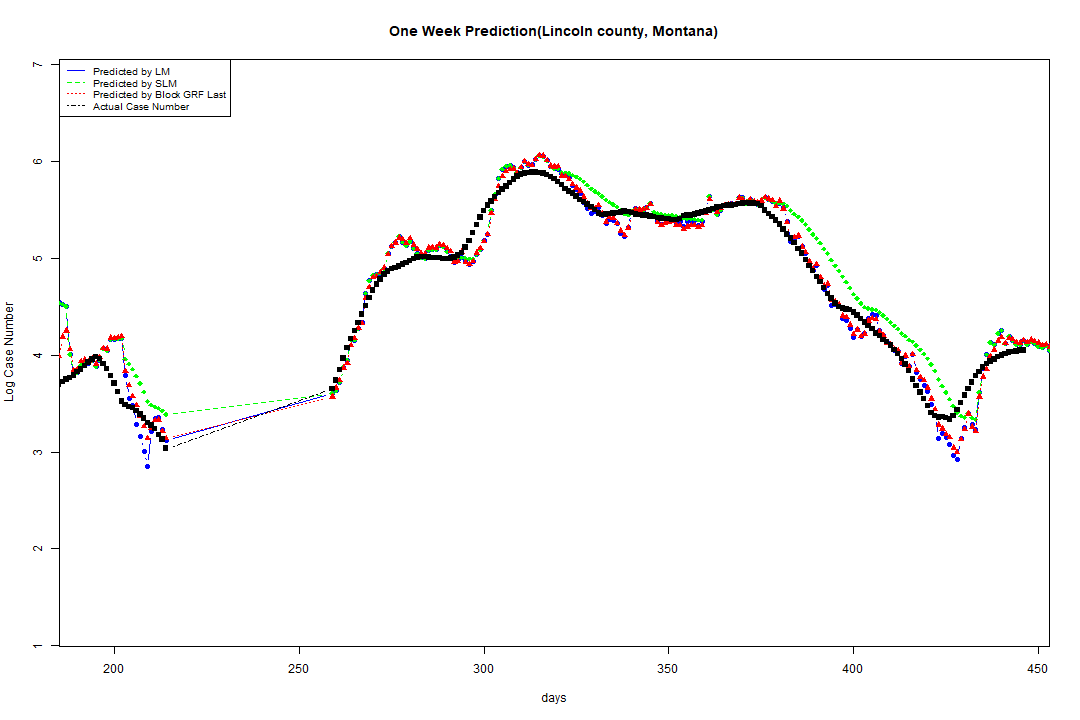 One Week Prediction(Lincoln county, Montana)
Predicted by LM
Predicted by SLM
Predicted by Block GRF Last
Actual Case Number
7
6
5
4
3
2
1
Log Case Number
200 250 300 350 400 450
days